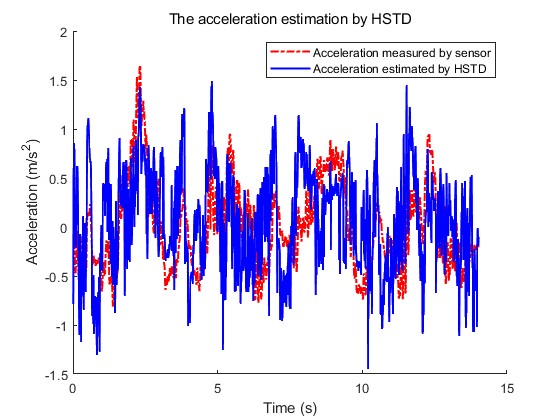 The acceleration estimation by HSTD
Acceleration measured by sensor
Acceleration estimated by HSTD
Acceleration (m/s²)
2
1.5
1
0.5
0
-0.5
-1
-1.5
0
5
10
15
Time (s)